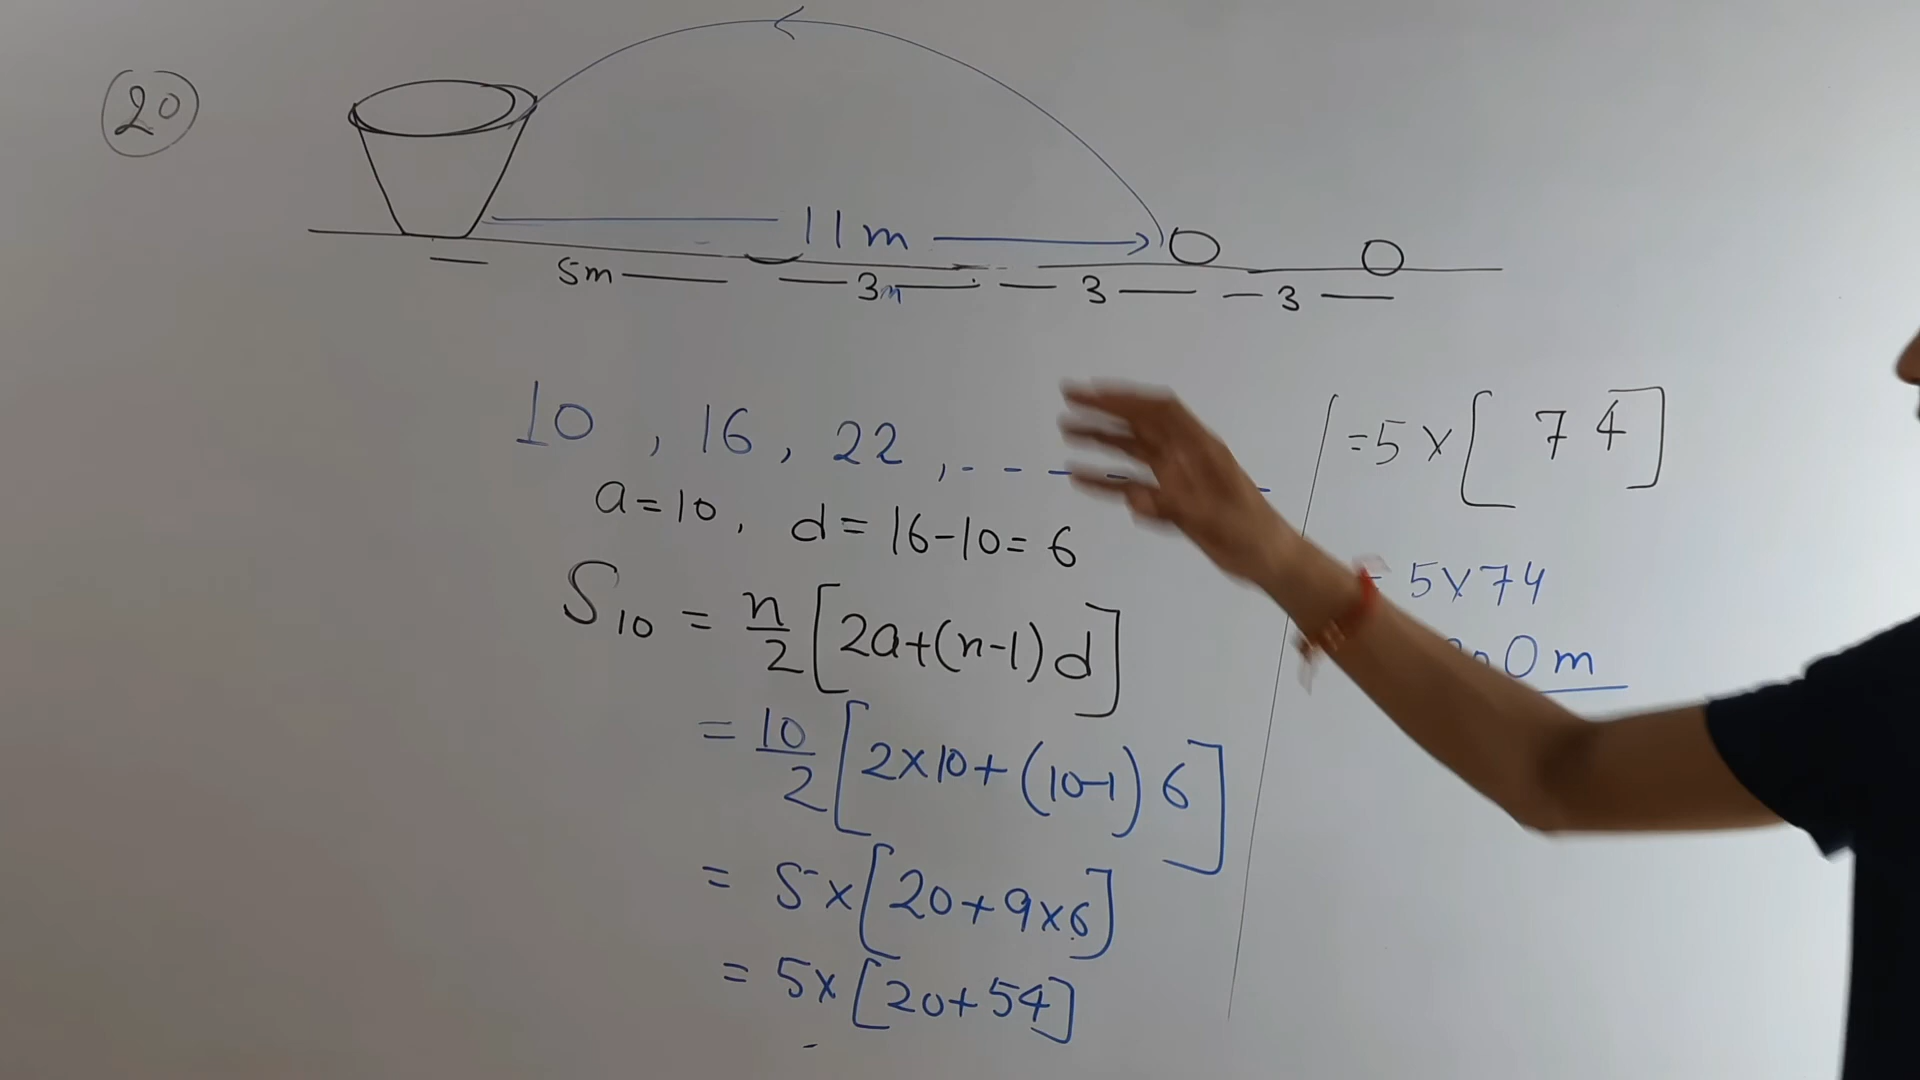 20
11m
5m 3m 3 3
10 , 16 , 22 , - - - -
a=10, d= 16-10= 6
S10 = n/2 [2a+(n-1)d]
= 10/2 [2×10+(10-1)6]
= 5×[20+9×6]
= 5×[20+54]
=5×[74]
= 5×74
0m